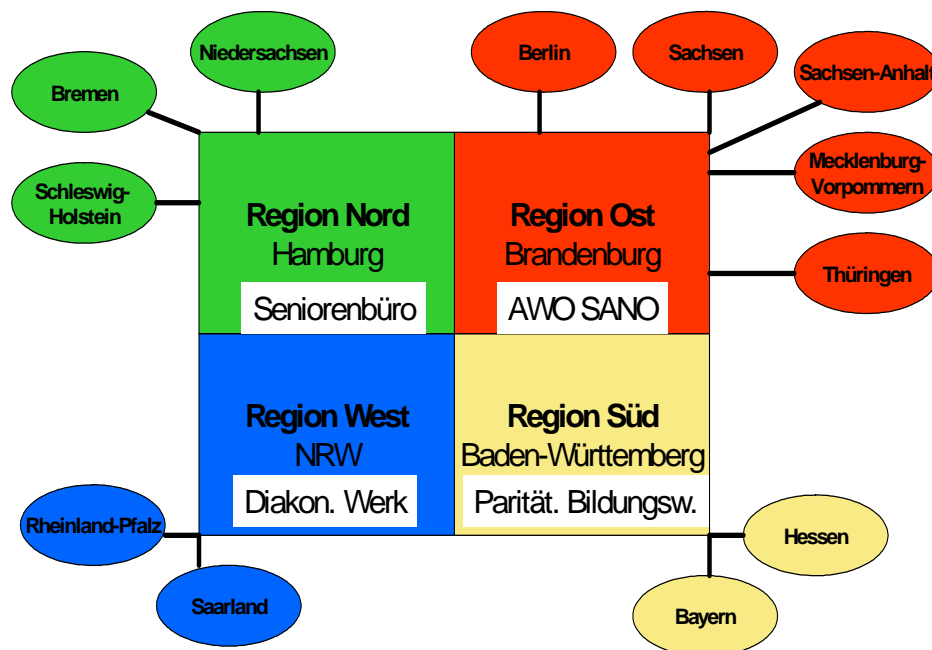 Niedersachsen
Berlin
Sachsen
Sachsen-Anhalt
Bremen
Mecklenburg-
Vorpommern
Schleswig-
Holstein
Region Nord
Hamburg
Seniorenbüro
Region Ost
Brandenburg
AWO SANO
Thüringen
Region West
NRW
Diakon. Werk
Region Süd
Baden-Württemberg
Parität. Bildungsw.
Rheinland-Pfalz
Hessen
Saarland
Bayern